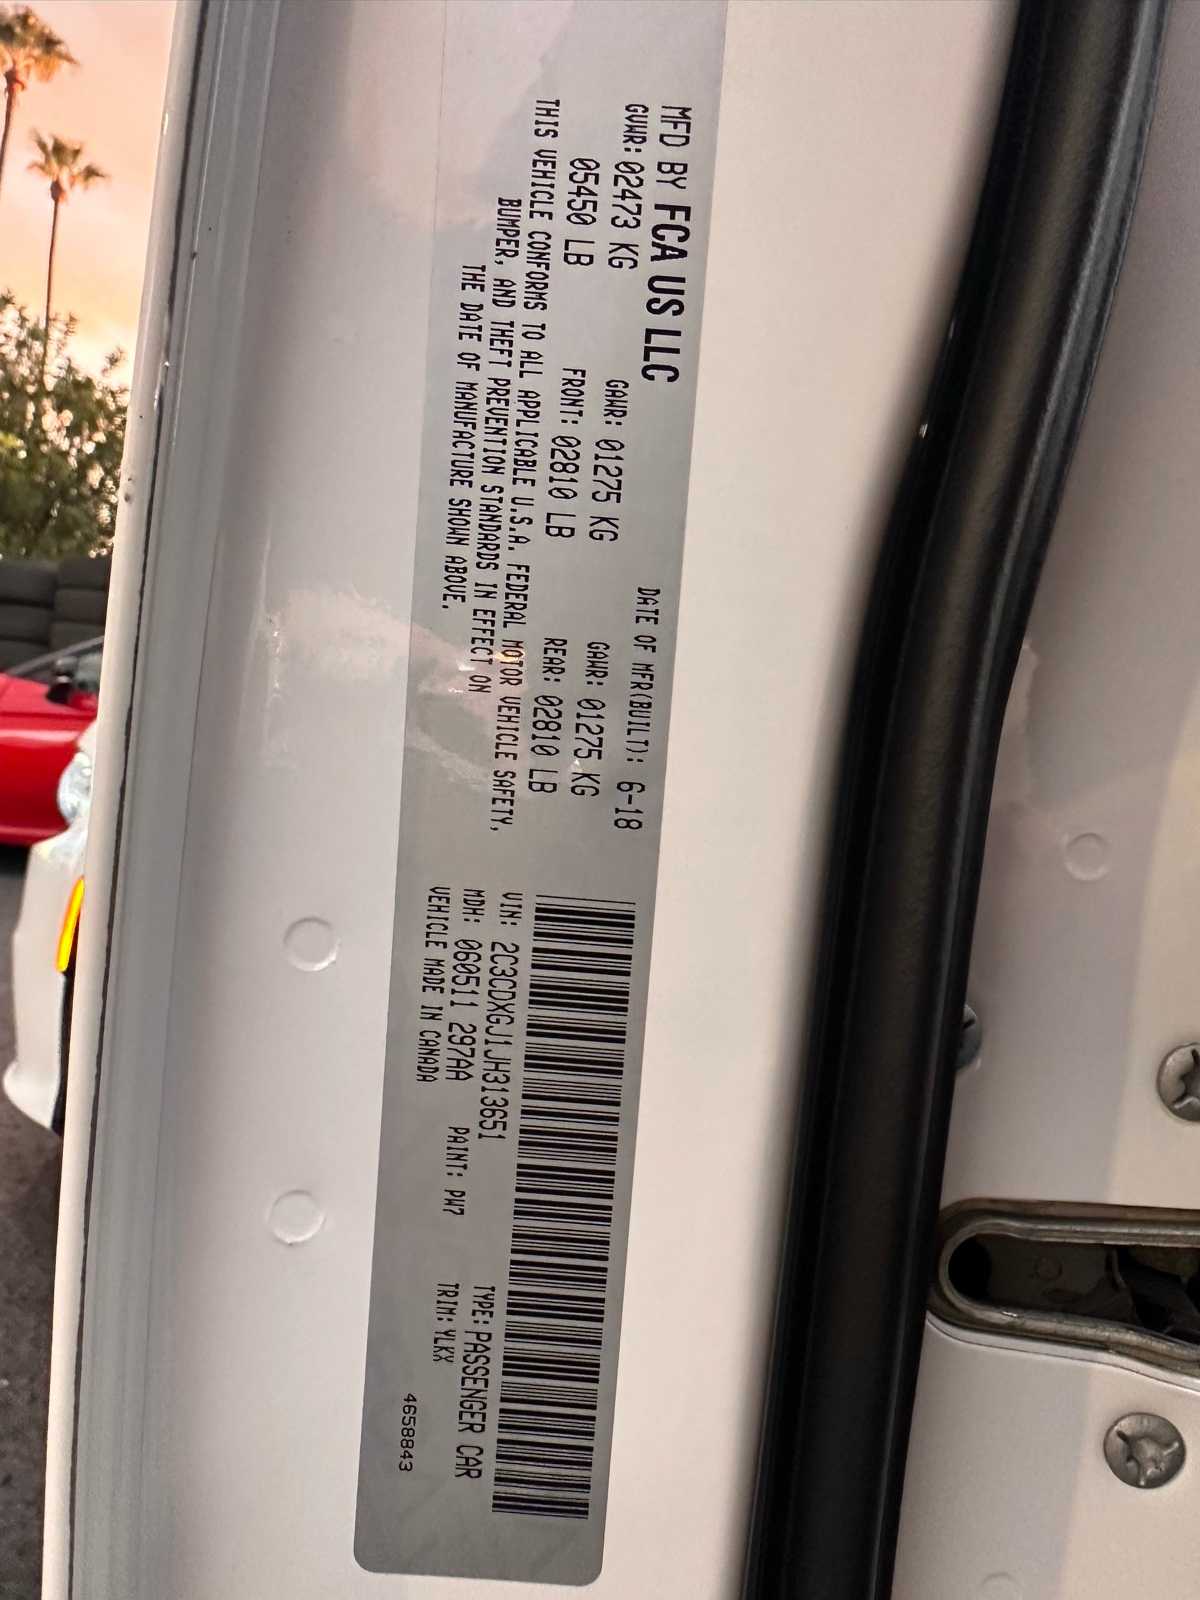 MFD BY FCA US LLC
DATE OF MFR(BUILT): 6-18
GVWR: 02473 KG
GAWR: 01275 KG
GAWR: 01275 KG
05450 LB
FRONT: 02810 LB
REAR: 02810 LB
THIS VEHICLE CONFORMS TO ALL APPLICABLE U.S.A. FEDERAL MOTOR VEHICLE SAFETY,
BUMPER, AND THEFT PREVENTION STANDARDS IN EFFECT ON
THE DATE OF MANUFACTURE SHOWN ABOVE.
VIN: 2C3CDXGJ1JH313651
TYPE: PASSENGER CAR
MDH: 060511 297AA
PAINT: PW7
TRIM: YLKX
VEHICLE MADE IN CANADA
4658843